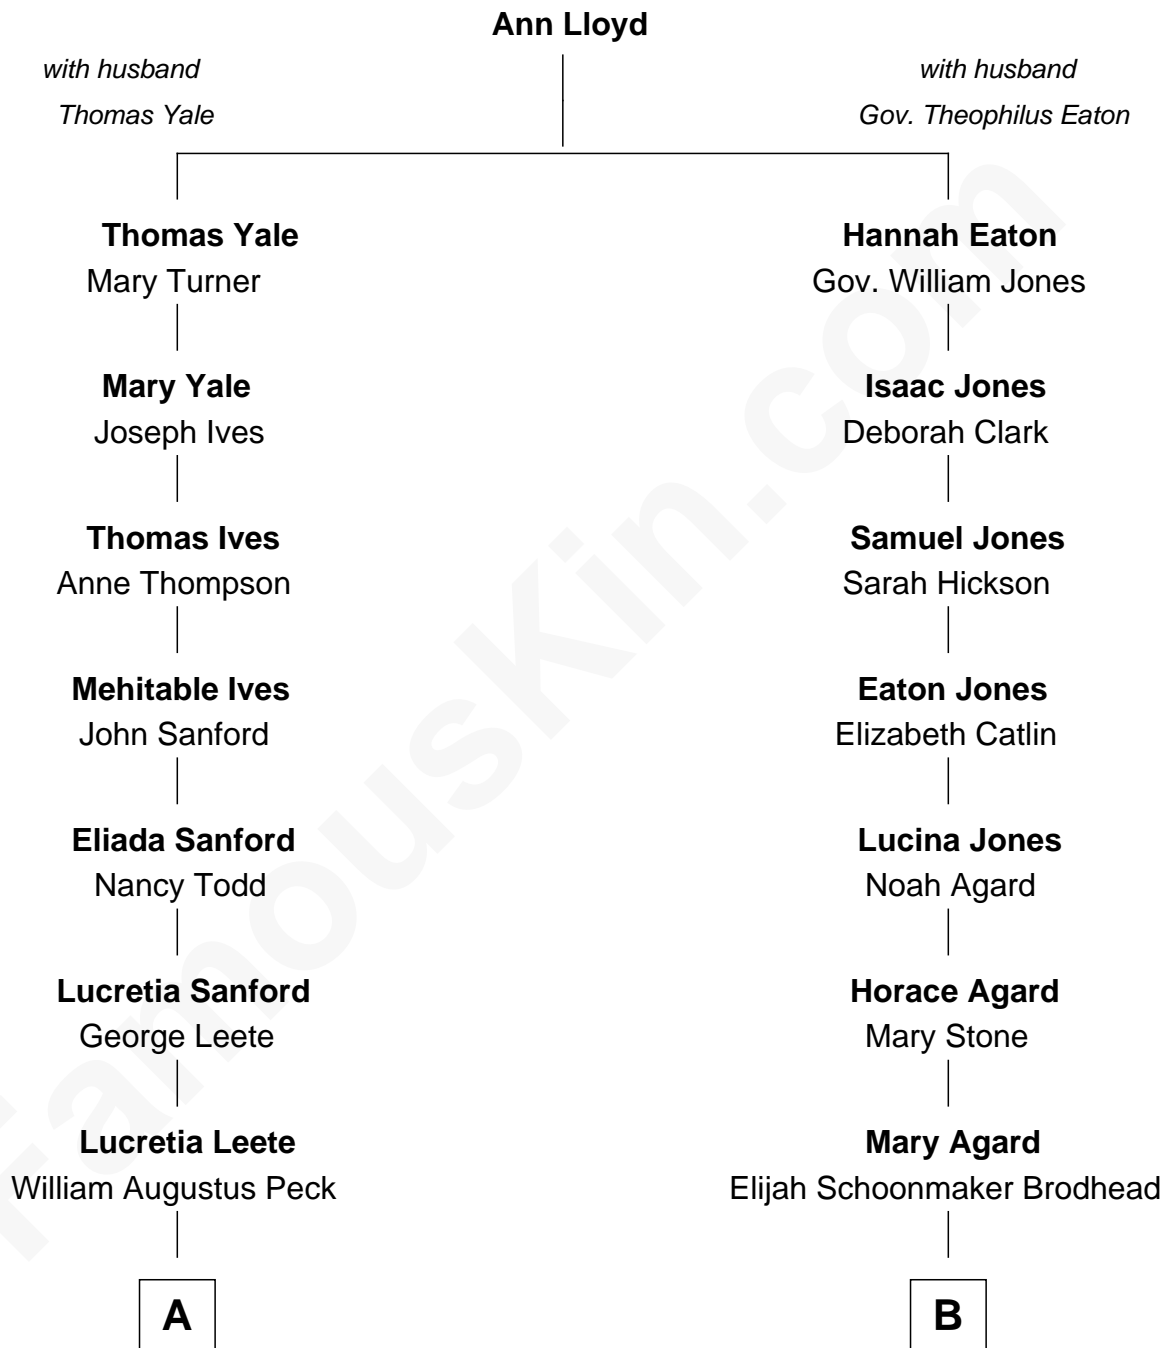 Ann Lloyd
with husband
Thomas Yale
with husband
Gov. Theophilus Eaton
Thomas Yale
Mary Turner
Hannah Eaton
Gov. William Jones
Mary Yale
Joseph Ives
Isaac Jones
Deborah Clark
Thomas Ives
Anne Thompson
Samuel Jones
Sarah Hickson
Mehitable Ives
John Sanford
Eaton Jones
Elizabeth Catlin
Eliada Sanford
Nancy Todd
Lucina Jones
Noah Agard
Lucretia Sanford
George Leete
Horace Agard
Mary Stone
Lucretia Leete
William Augustus Peck
Mary Agard
Elijah Schoonmaker Brodhead
A
B
FamousKin.com